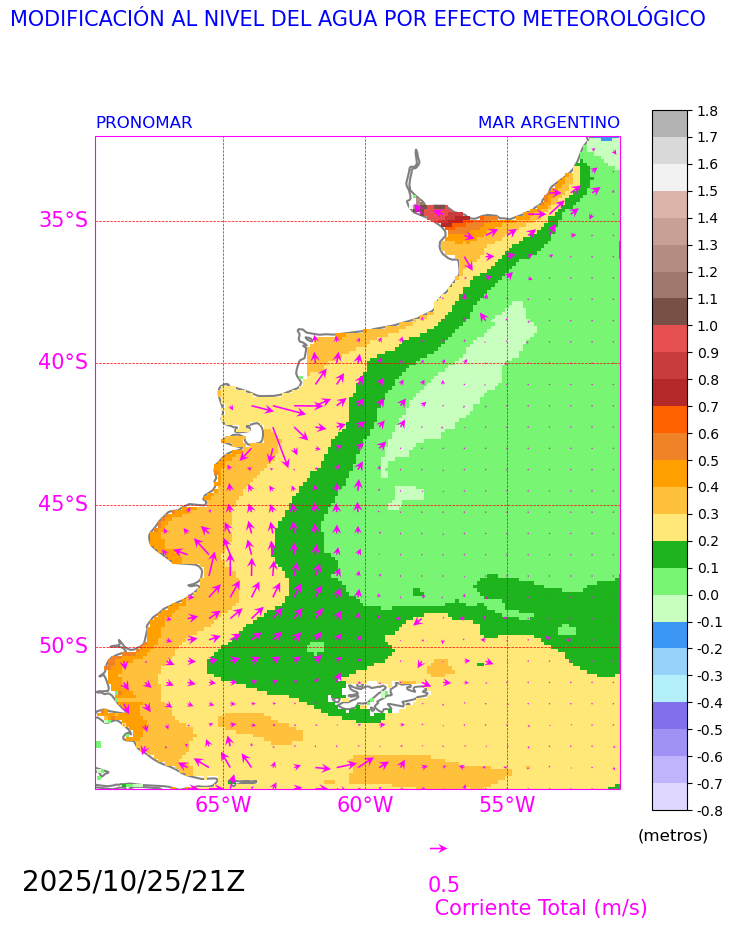 MODIFICACIÓN AL NIVEL DEL AGUA POR EFECTO METEOROLÓGICO
PRONOMAR MAR ARGENTINO
35°S
40°S
45°S
50°S
65°W 60°W 55°W
1.8
1.7
1.6
1.5
1.4
1.3
1.2
1.1
1.0
0.9
0.8
0.7
0.6
0.5
0.4
0.3
0.2
0.1
0.0
-0.1
-0.2
-0.3
-0.4
-0.5
-0.6
-0.7
-0.8
(metros)
2025/10/25/21Z
0.5
Corriente Total (m/s)